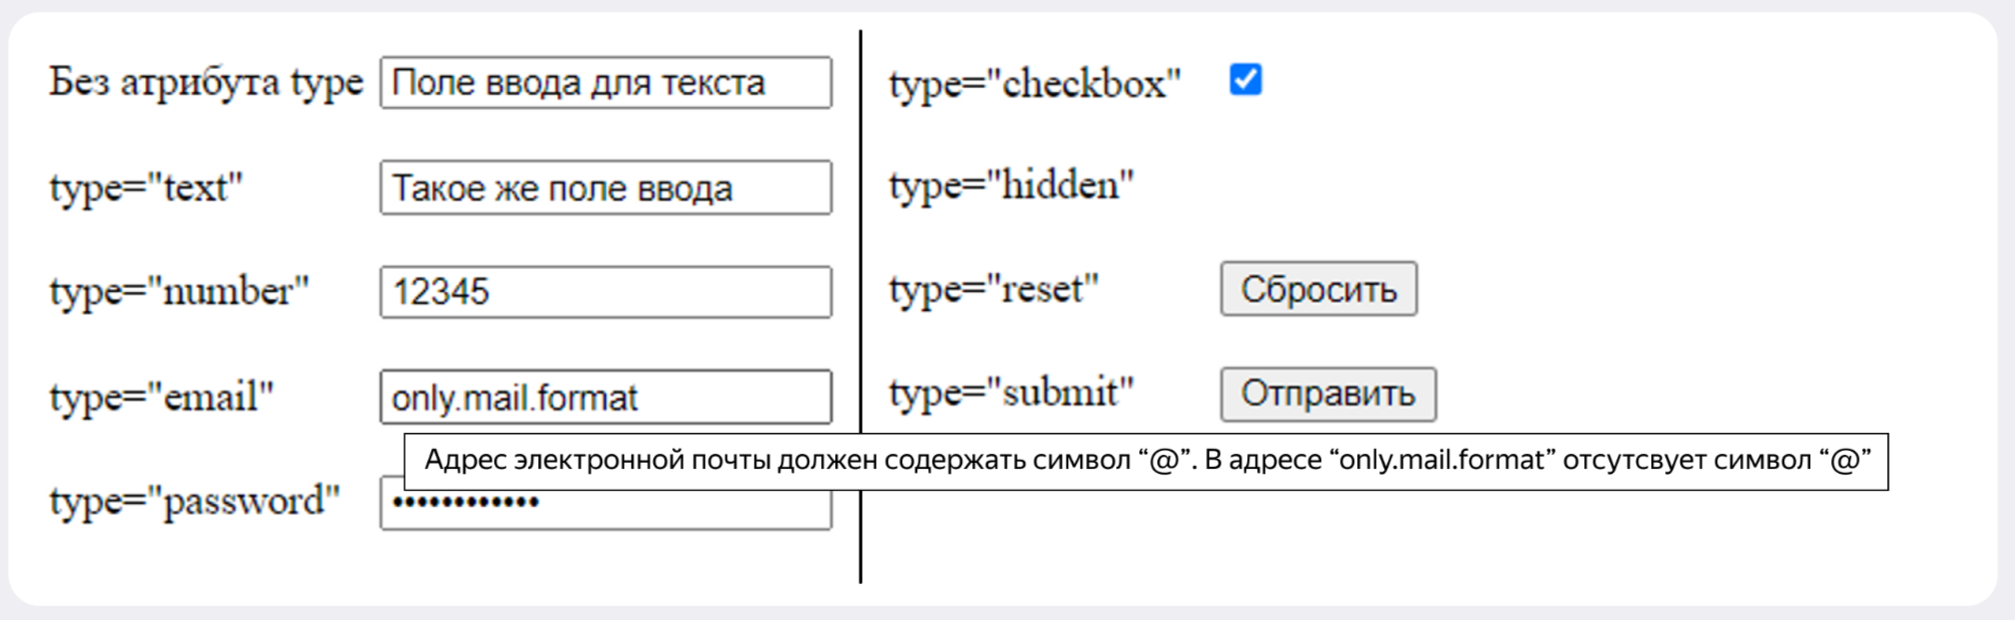 Без атрибута type Поле ввода для текста
type="text" Такое же поле ввода
type="number" 12345
type="email" only.mail.format
type="password" ••••••••••••
type="checkbox"
type="hidden"
type="reset" Сбросить
type="submit" Отправить
Адрес электронной почты должен содержать символ “@”. В адресе “only.mail.format” отсутсвует символ “@”